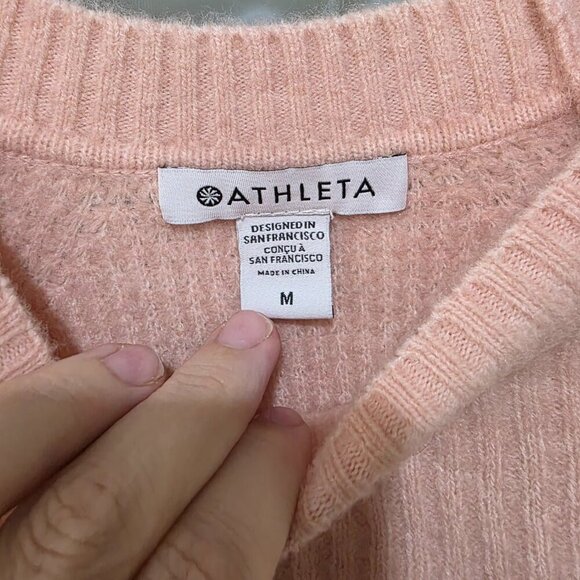 ATHLETA
DESIGNED IN
SAN FRANCISCO
CONÇU À
SAN FRANCISCO
MADE IN CHINA
M